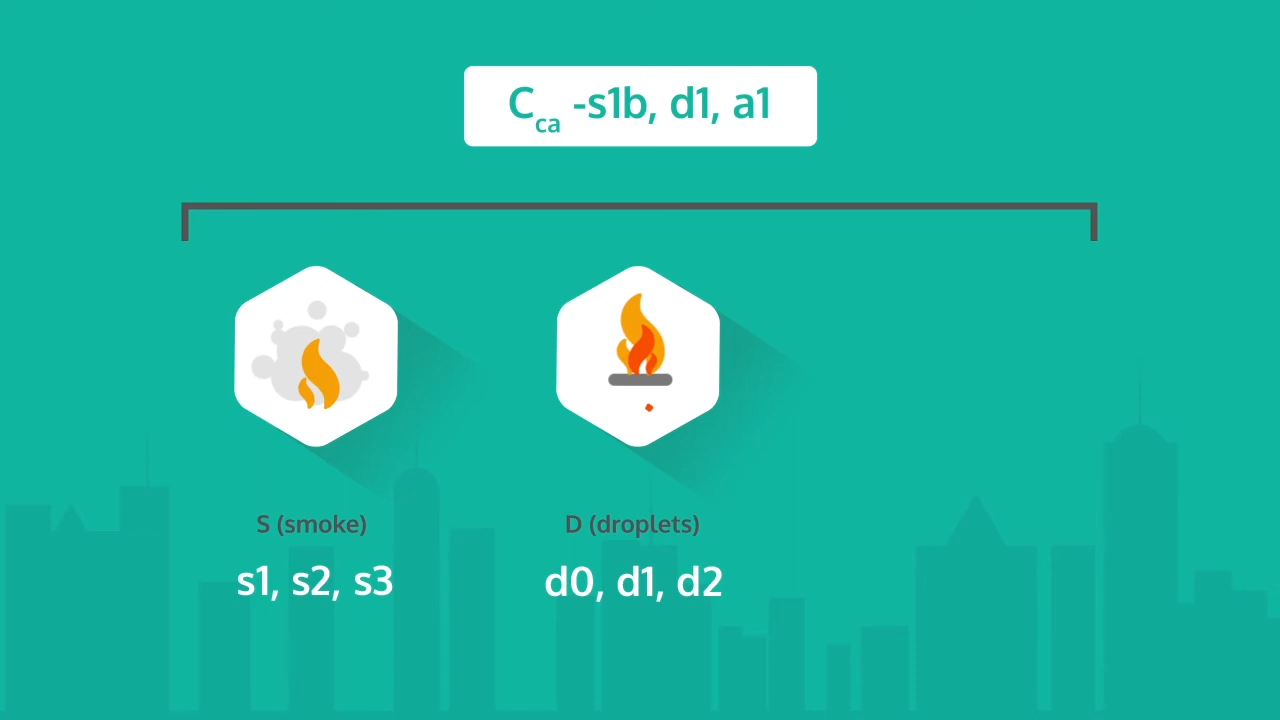 Cca -s1b, d1, a1
S (smoke)
D (droplets)
s1, s2, s3
d0, d1, d2